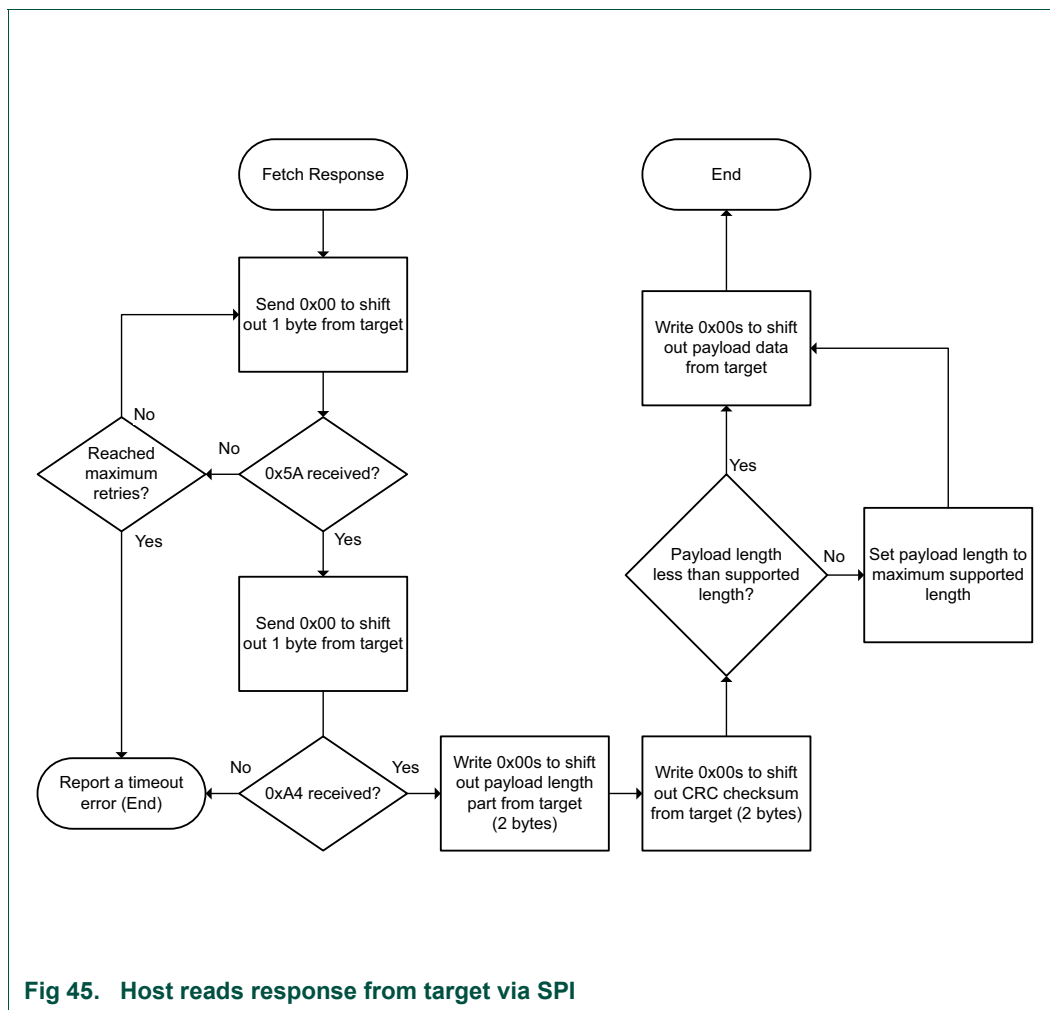 Fetch Response
Send 0x00 to shift
out 1 byte from target
No
Reached
maximum
retries?
No
0x5A received?
Yes
Yes
Send 0x00 to shift
out 1 byte from target
Report a timeout
error (End)
No
0xA4 received?
Yes
Write 0x00s to shift
out payload length
part from target
(2 bytes)
Write 0x00s to shift
out CRC checksum
from target (2 bytes)
Payload length
less than supported
length?
No
Set payload length to
maximum supported
length
Yes
Write 0x00s to shift
out payload data
from target
End
Fig 45. Host reads response from target via SPI